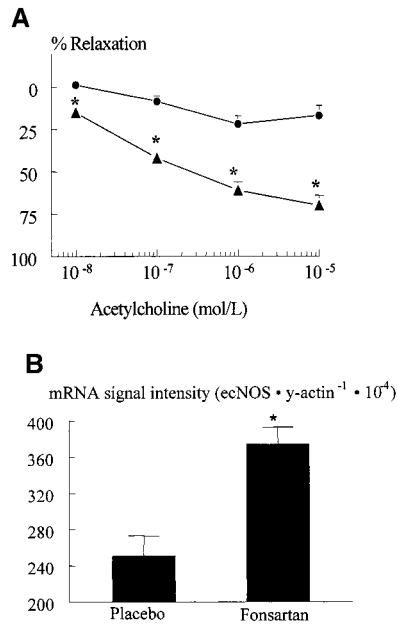 A
% Relaxation
0
*
25
*
50
*
*
75
100
10⁻⁸ 10⁻⁷ 10⁻⁶ 10⁻⁵
Acetylcholine (mol/L)
B
mRNA signal intensity (ecNOS • y-actin⁻¹ • 10⁴)
400
*
360
320
280
240
200
Placebo Fonsartan